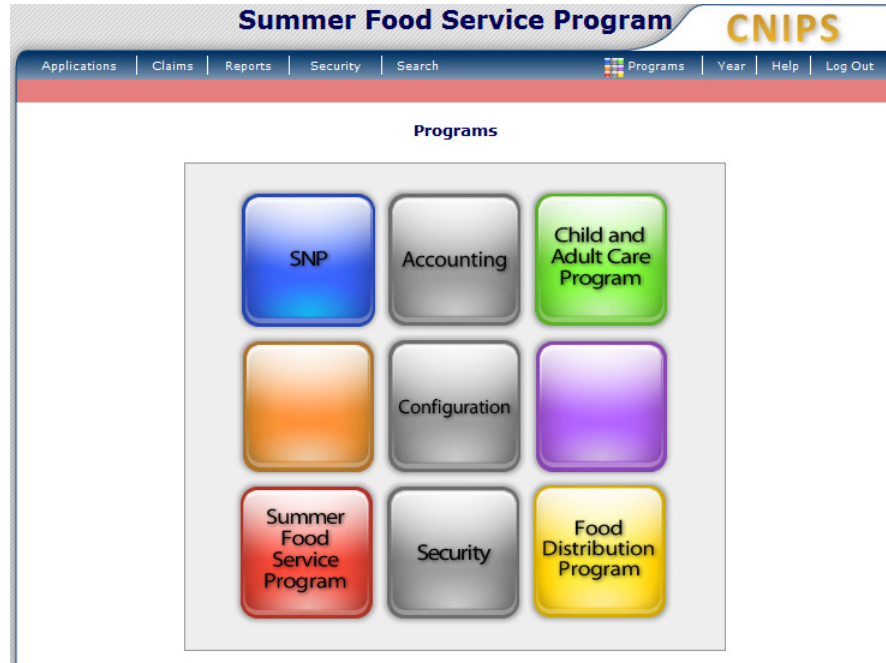 Summer Food Service Program
CNIPS
Applications Claims Reports Security Search Programs Year Help Log Out
Programs
SNP
Accounting
Child and
Adult Care
Program
Configuration
Summer
Food
Service
Program
Security
Food
Distribution
Program